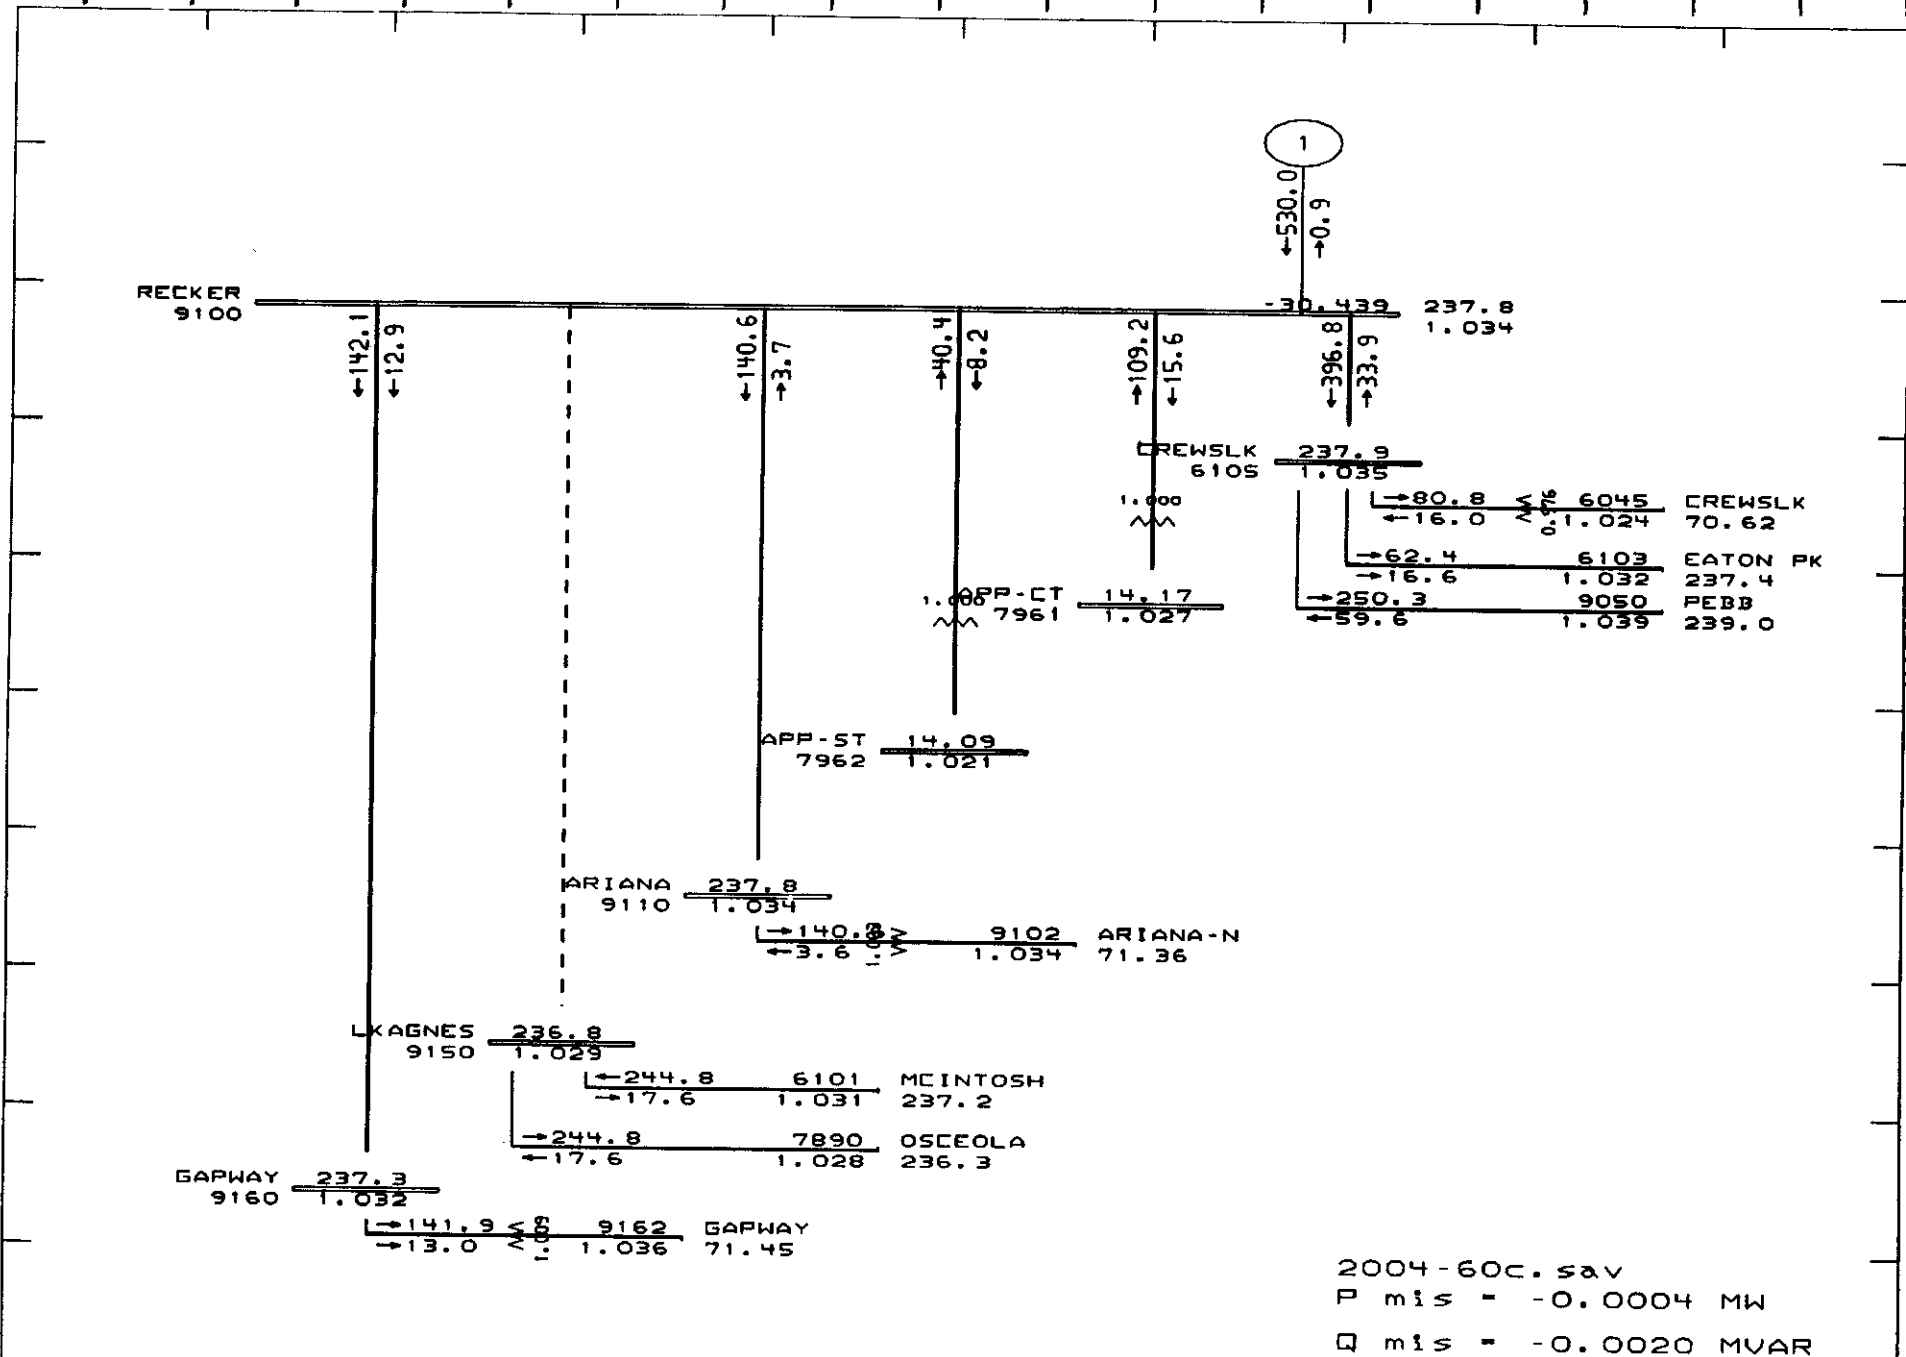 1
←530.0
→0.9
RECKER
9100
-30.439
237.8
1.034
←142.1
←12.9
←140.6
→3.7
→40.4
←8.2
→109.2
←15.6
←396.8
→33.9
CREWSLK
6105
237.9
1.035
→80.8 0.976 6045 CREWSLK
←16.0 1.024 70.62
→62.4 6103 EATON PK
→16.6 1.032 237.4
→250.3 9050 PEBB
←59.6 1.039 239.0
1.000
APP-CT 14.17
7961 1.027
1.000
APP-ST 14.09
7962 1.021
ARIANA 237.8
9110 1.034
→140.6 9102 ARIANA-N
←3.6 1.034 71.36
LKAGNES 236.8
9150 1.029
←244.8 6101 MCINTOSH
→17.6 1.031 237.2
→244.8 7890 OSCEOLA
←17.6 1.028 236.3
GAPWAY 237.3
9160 1.032
→141.9 9162 GAPWAY
→13.0 1.036 71.45
2004-60c.sav
P mis = -0.0004 MW
Q mis = -0.0020 MVAR